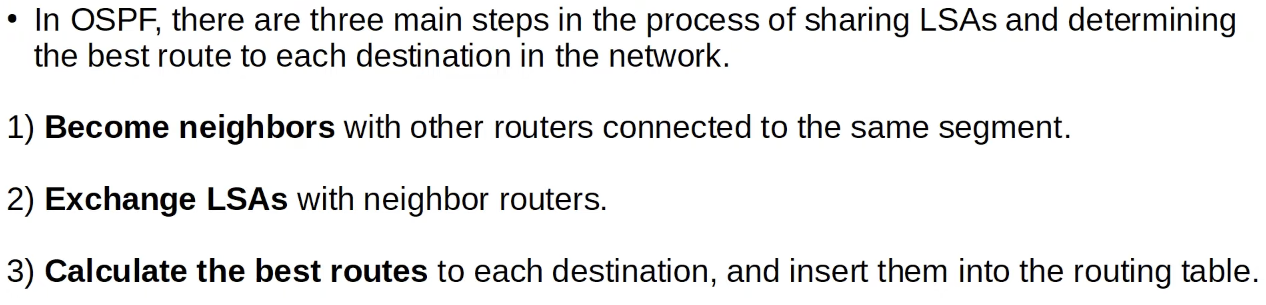 • In OSPF, there are three main steps in the process of sharing LSAs and determining
the best route to each destination in the network.
1) Become neighbors with other routers connected to the same segment.
2) Exchange LSAs with neighbor routers.
3) Calculate the best routes to each destination, and insert them into the routing table.